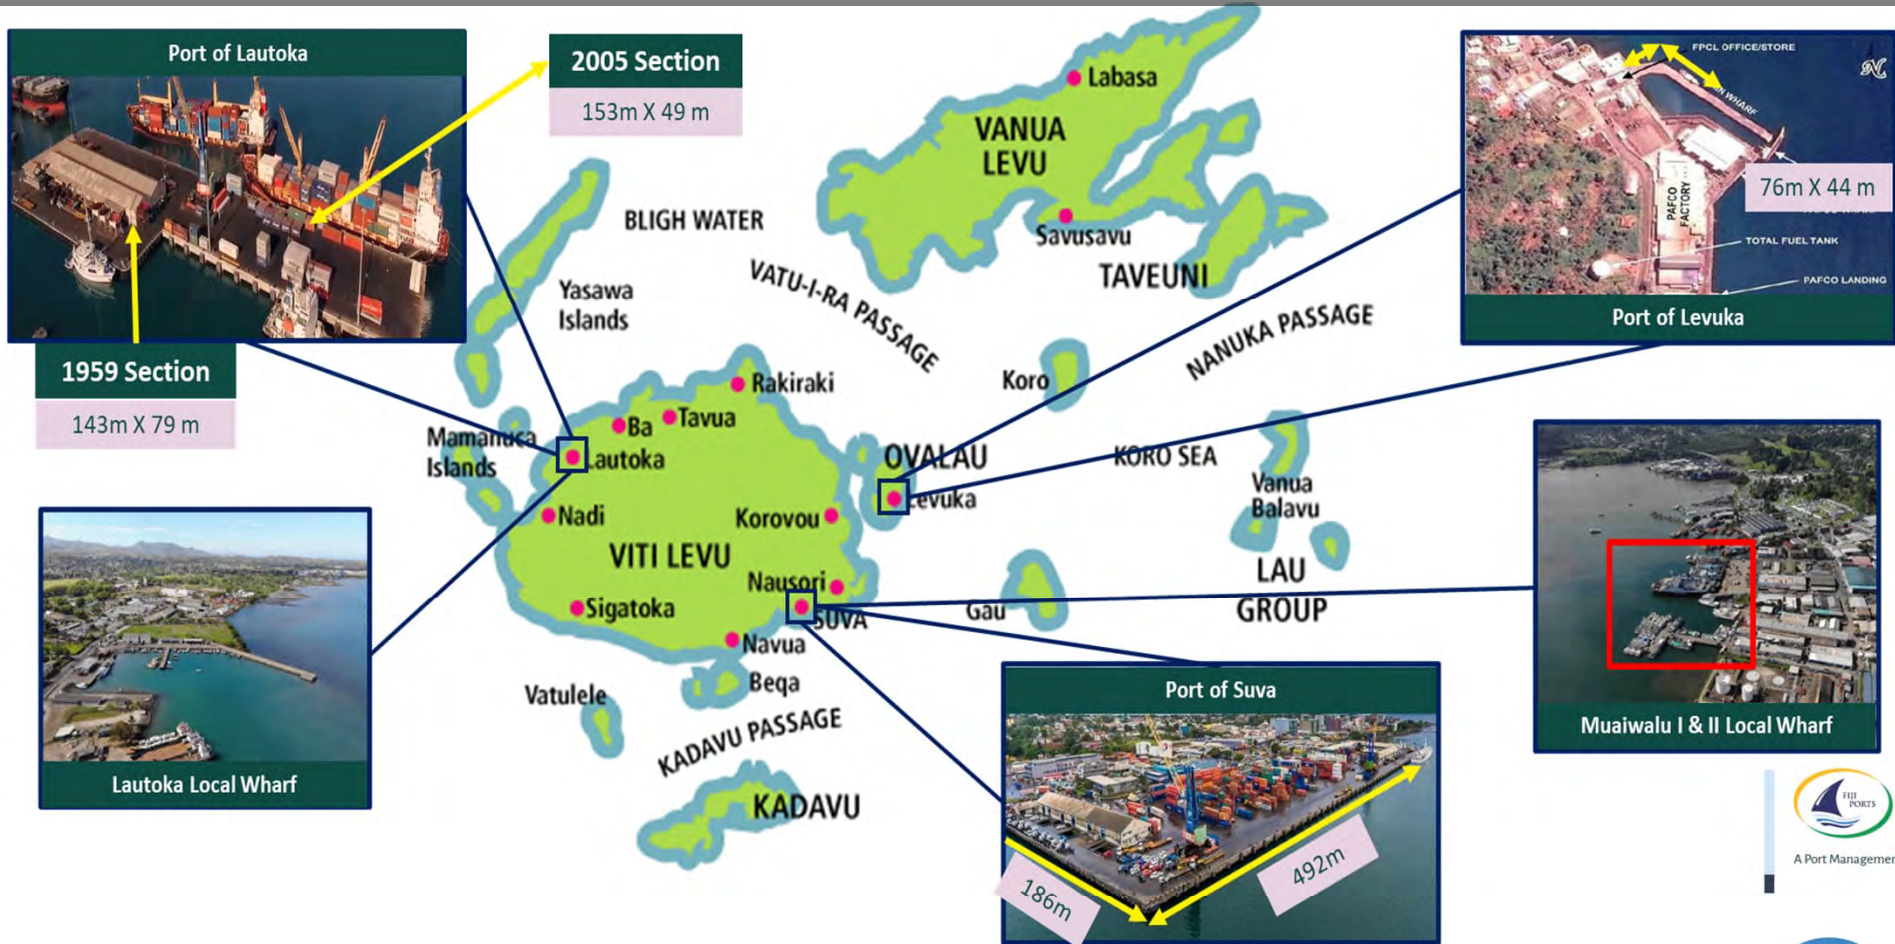 Port of Lautoka
2005 Section
153m X 49 m
1959 Section
143m X 79 m
Lautoka Local Wharf
Labasa
VANUA
LEVU
Savusavu
TAVEUNI
BLIGH WATER
VATU-I-RA PASSAGE
NANUKA PASSAGE
Yasawa
Islands
Koro
Rakiraki
Tavua
Ba
Mamanuca
Islands
Lautoka
OVALAU
Levuka
KORO SEA
Vanua
Balavu
Nadi
Korovou
VITI LEVU
Nausori
LAU
GROUP
Sigatoka
SUVA
Gau
Navua
Beqa
Vatulele
KADAVU PASSAGE
KADAVU
FPCL OFFICE/STORE
N
WHARF
PAFCO
FACTORY
76m X 44 m
TOTAL FUEL TANK
PAFCO LANDING
Port of Levuka
Muaiwalu I & II Local Wharf
Port of Suva
186m
492m
FIJI
PORTS
A Port Managemen